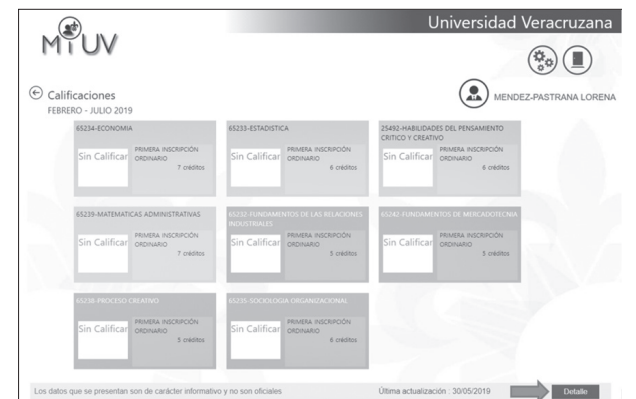 Universidad Veracruzana
MiUV
Calificaciones
FEBRERO - JULIO 2019
MENDEZ-PASTRANA LORENA
65234-ECONOMIA
Sin Calificar
PRIMERA INSCRIPCIÓN
ORDINARIO
7 créditos
65233-ESTADISTICA
Sin Calificar
PRIMERA INSCRIPCIÓN
ORDINARIO
6 créditos
25492-HABILIDADES DEL PENSAMIENTO
CRITICO Y CREATIVO
Sin Calificar
PRIMERA INSCRIPCIÓN
ORDINARIO
6 créditos
65239-MATEMATICAS ADMINISTRATIVAS
Sin Calificar
PRIMERA INSCRIPCIÓN
ORDINARIO
7 créditos
65232-FUNDAMENTOS DE LAS RELACIONES
INDUSTRIALES
Sin Calificar
PRIMERA INSCRIPCIÓN
ORDINARIO
5 créditos
65242-FUNDAMENTOS DE MERCADOTECNIA
Sin Calificar
PRIMERA INSCRIPCIÓN
ORDINARIO
5 créditos
65238-PROCESO CREATIVO
Sin Calificar
PRIMERA INSCRIPCIÓN
ORDINARIO
5 créditos
65235-SOCIOLOGIA ORGANIZACIONAL
Sin Calificar
PRIMERA INSCRIPCIÓN
ORDINARIO
6 créditos
Los datos que se presentan son de carácter informativo y no son oficiales
Última actualización : 30/05/2019
Detalle